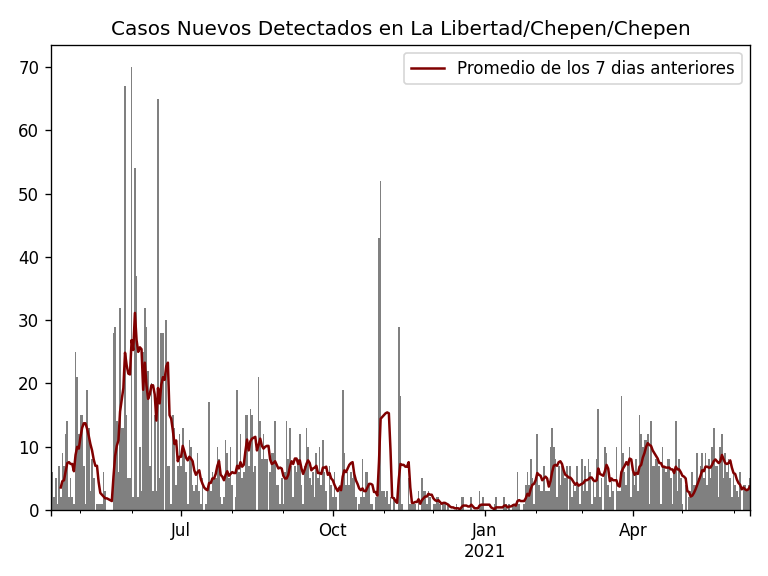 Casos Nuevos Detectados en La Libertad/Chepen/Chepen
Promedio de los 7 dias anteriores
70
60
50
40
30
20
10
0
Jul
Oct
Jan
2021
Apr